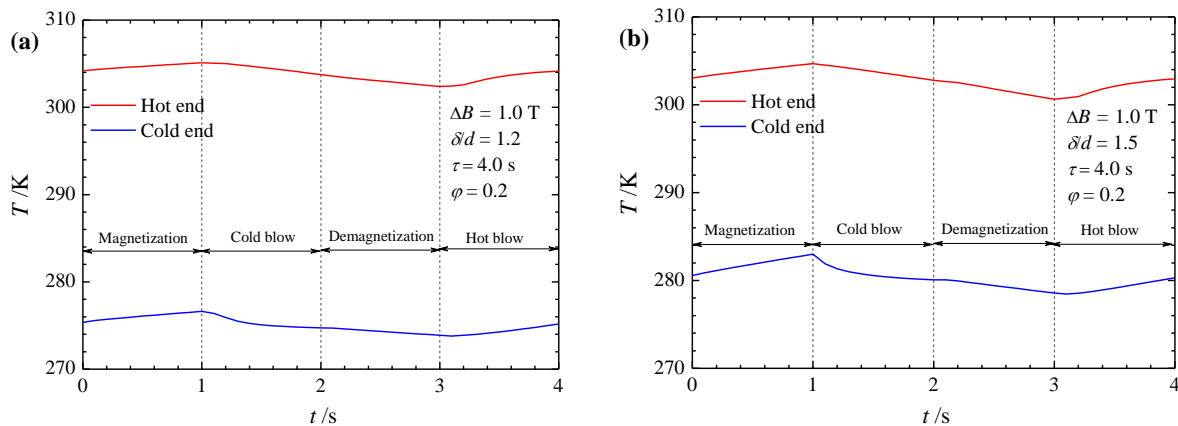 (a)
310
300
290
280
270
T /K
Hot end
Cold end
ΔB = 1.0 T
δ/d = 1.2
τ = 4.0 s
φ = 0.2
Magnetization
Cold blow
Demagnetization
Hot blow
0 1 2 3 4
t /s
(b)
310
300
290
280
270
T /K
Hot end
Cold end
ΔB = 1.0 T
δ/d = 1.5
τ = 4.0 s
φ = 0.2
Magnetization
Cold blow
Demagnetization
Hot blow
0 1 2 3 4
t /s